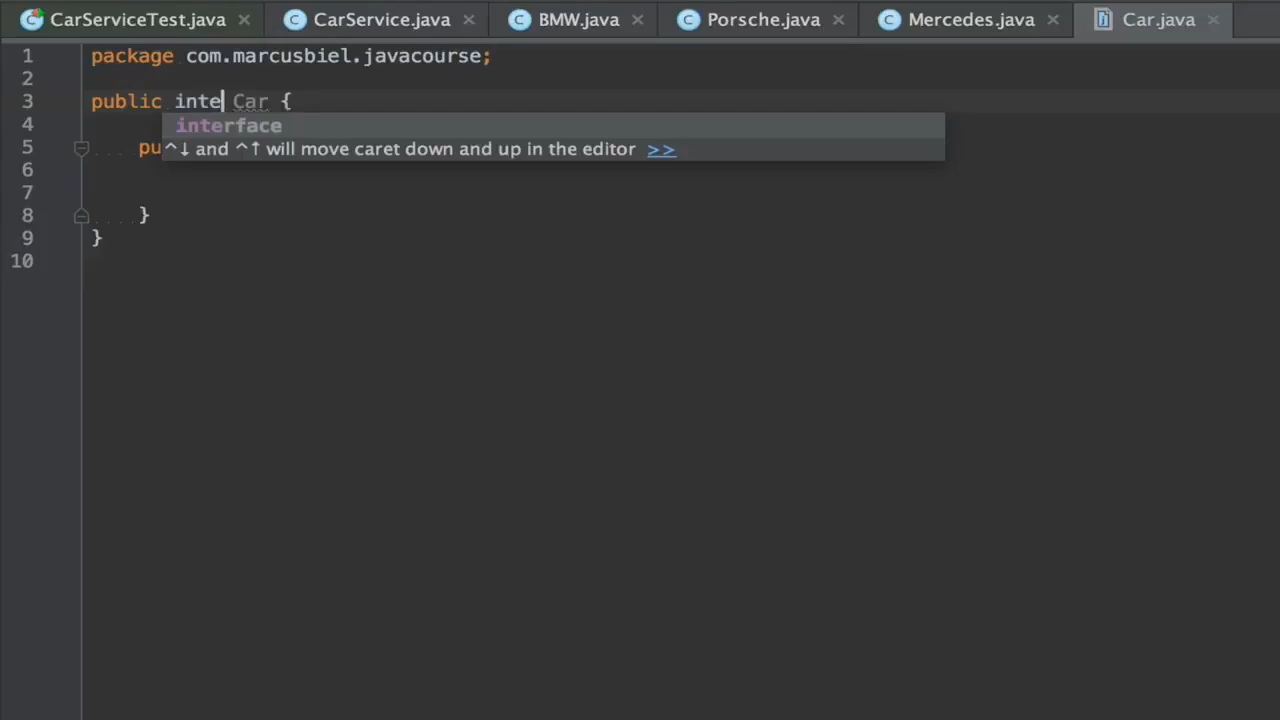 CarServiceTest.java × CarService.java × BMW.java × Porsche.java × Mercedes.java × Car.java ×
1 package com.marcusbiel.javacourse;
2
3 public inte Car {
4 interface
5 pu ^↓ and ^↑ will move caret down and up in the editor >>
6
7
8 }
9 }
10